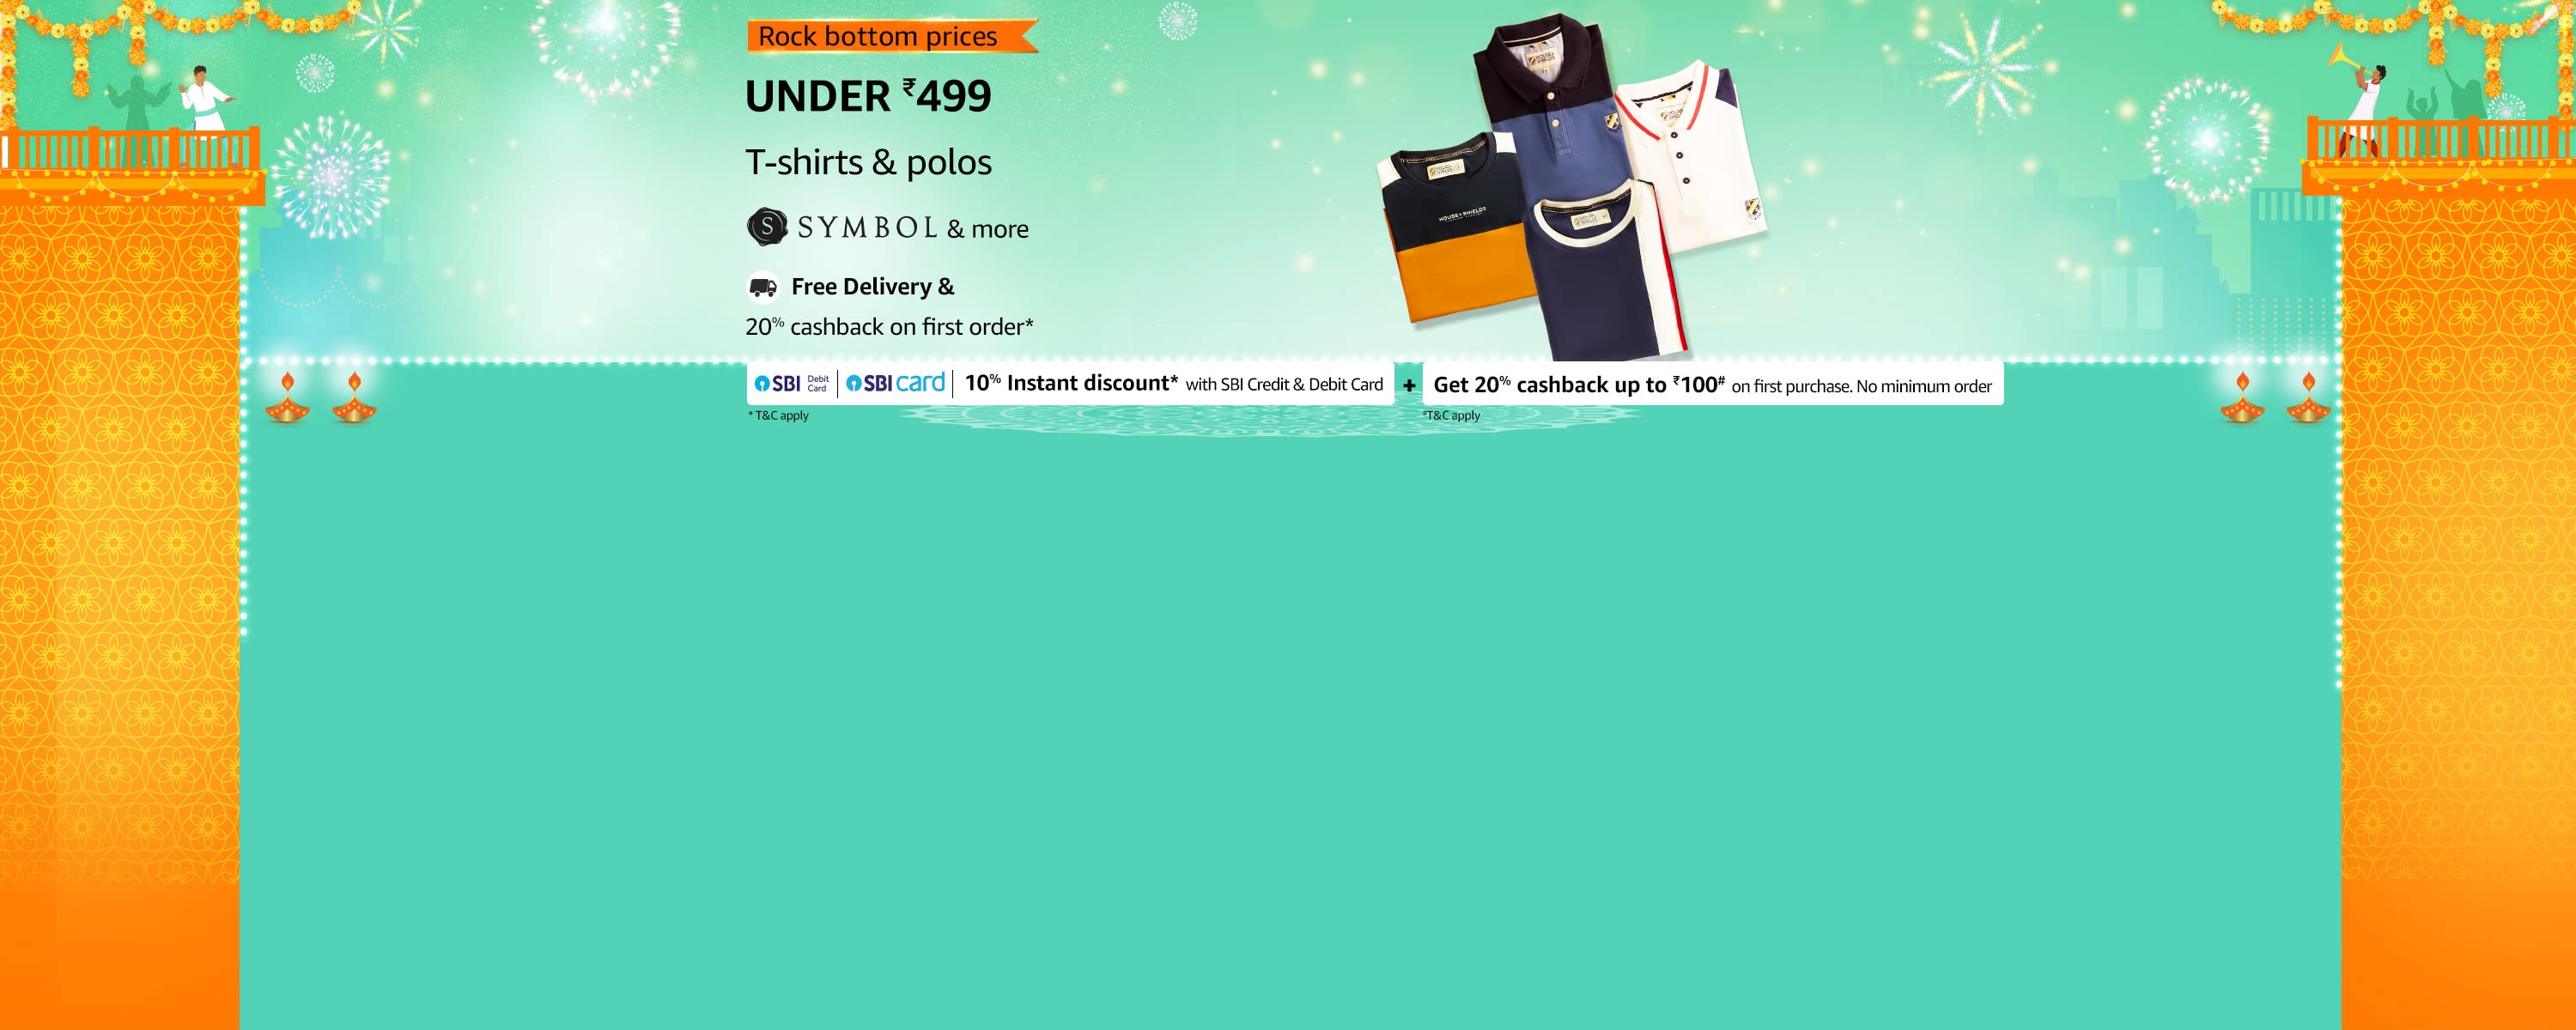 Rock bottom prices
UNDER ₹499
T-shirts & polos
S SYMBOL & more
Free Delivery &
20% cashback on first order*
SBI Debit Card | SBI card | 10% Instant discount* with SBI Credit & Debit Card + Get 20% cashback up to ₹100# on first purchase. No minimum order
* T&C apply
#T&C apply
HOUSE & SHIELDS